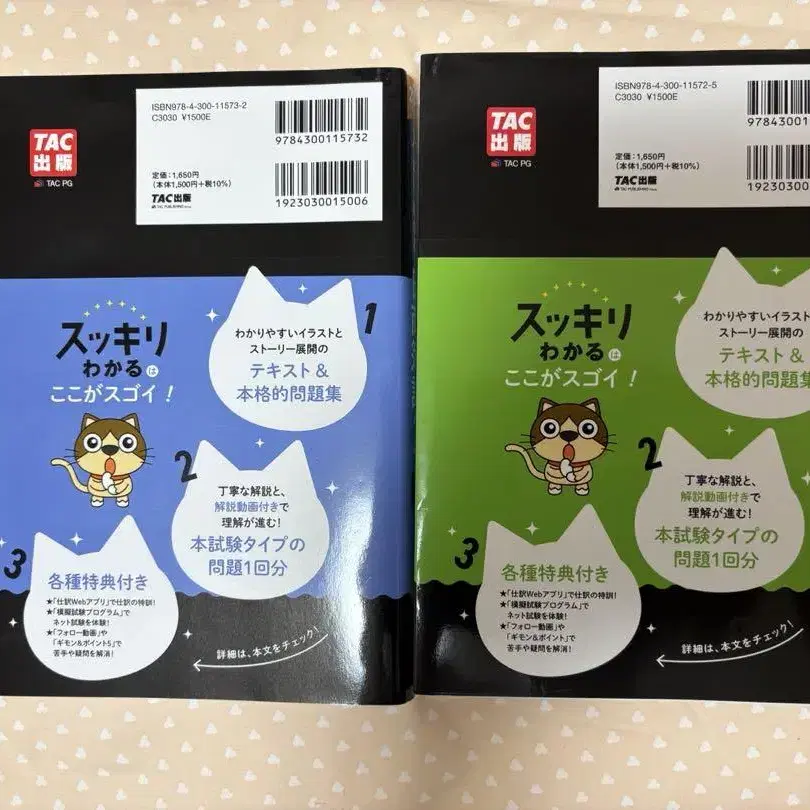 ISBN978-4-300-11573-2
C3030 ¥1500E
9784300115732
TAC
出版
TAC PG
定価:1,650円
(本体1,500円+税10%)
TAC出版
1923030015006
スッキリ
わかるは
ここがスゴイ!
1
わかりやすいイラストと
ストーリー展開の
テキスト&
本格的問題集
2
丁寧な解説と、
解説動画付きで
理解が進む!
本試験タイプの
問題1回分
3
各種特典付き
★「仕訳Webアプリ」で仕訳の特訓!
★「模擬試験プログラム」で
ネット試験を体験!
★「フォロー動画」や
「ギモン&ポイント5」で
苦手や疑問を解消!
詳細は、本文をチェック!
ISBN978-4-300-11572-5
C3030 ¥1500E
97843001
TAC
出版
TAC PG
定価:1,650円
(本体1,500円+税10%)
TAC出版
19230300
スッキリ
わかるは
ここがスゴイ!
わかりやすいイラスト
ストーリー展開の
テキスト&
本格的問題集
2
丁寧な解説と、
解説動画付きで
理解が進む!
本試験タイプの
問題1回分
3
各種特典付き
★「仕訳Webアプリ」で仕訳の特訓!
★「模擬試験プログラム」で
ネット試験を体験!
★「フォロー動画」や
「ギモン&ポイント5」で
苦手や疑問を解消!
詳細は、本文をチェック!